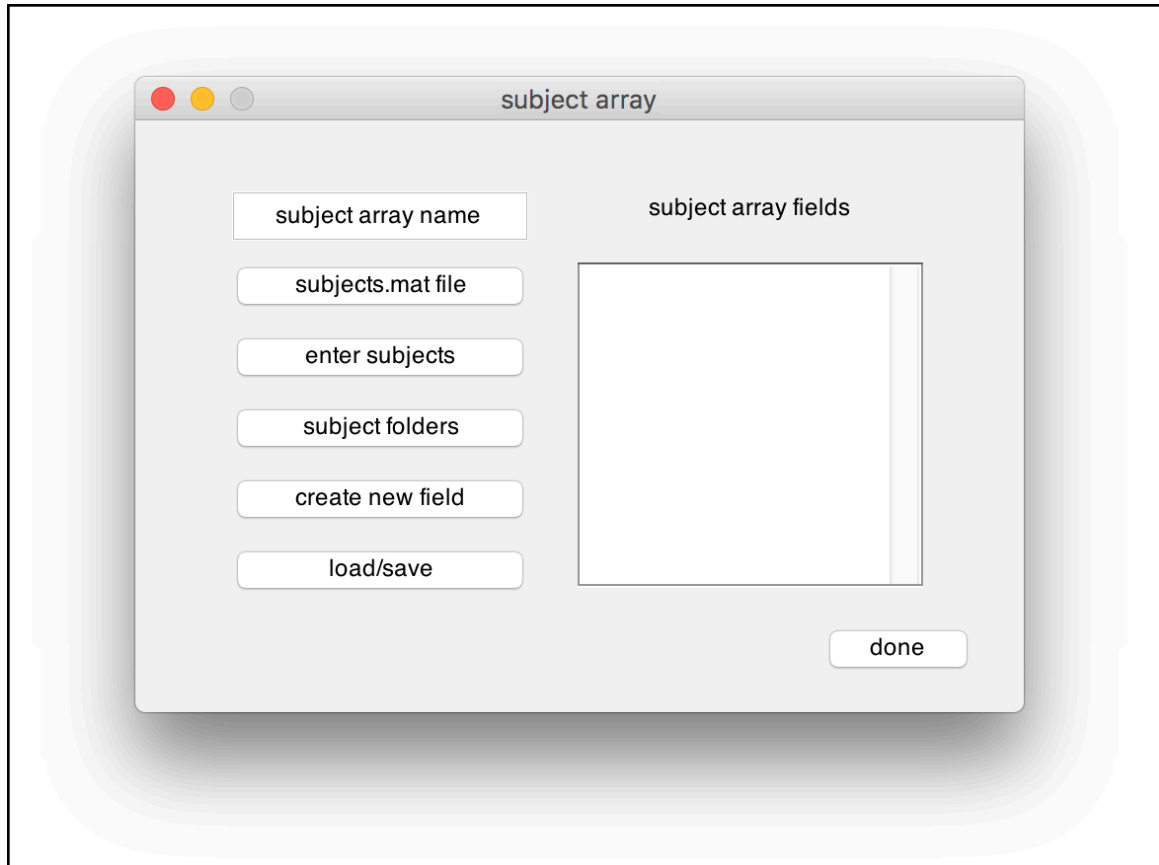 subject array
subject array name
subjects.mat file
enter subjects
subject folders
create new field
load/save
subject array fields
done